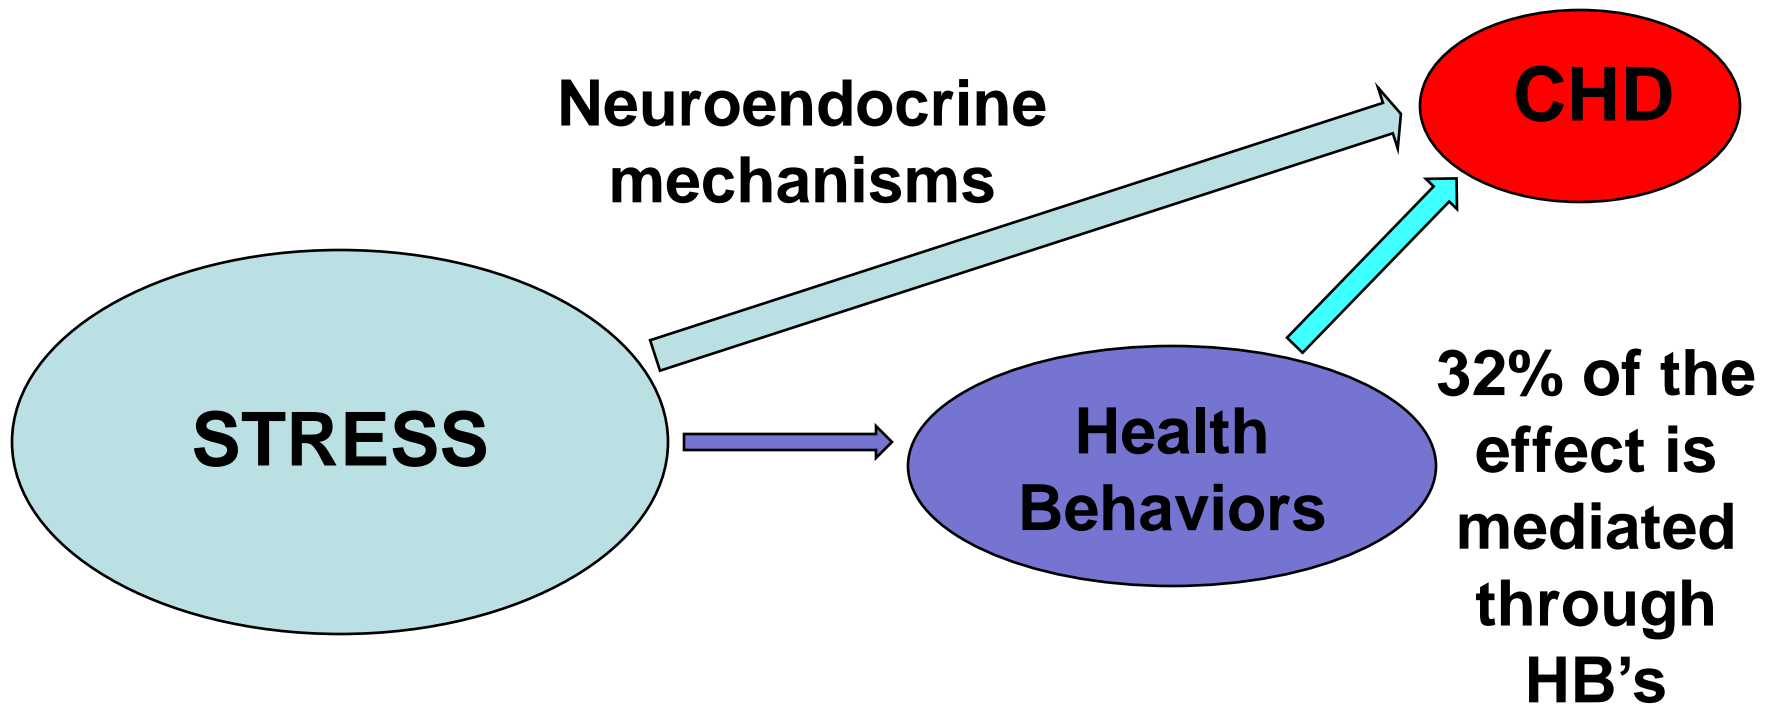 Neuroendocrine
mechanisms
CHD
STRESS
Health
Behaviors
32% of the
effect is
mediated
through
HB’s